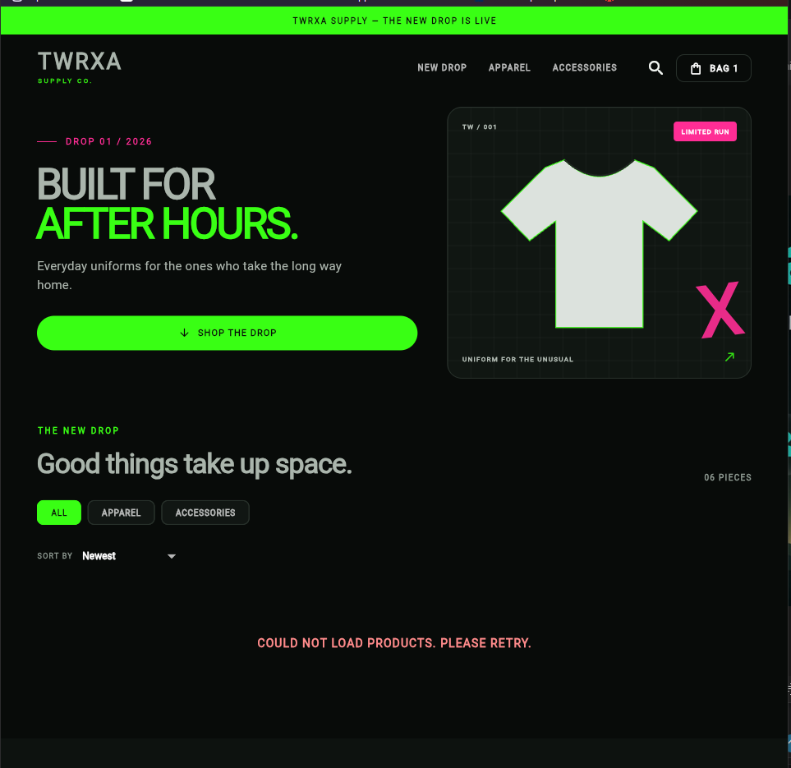 TWRXA SUPPLY — THE NEW DROP IS LIVE
TWRXA
SUPPLY CO.
NEW DROP
APPAREL
ACCESSORIES
BAG 1
DROP 01 / 2026
BUILT FOR
AFTER HOURS.
Everyday uniforms for the ones who take the long way
home.
SHOP THE DROP
TW / 001
LIMITED RUN
X
UNIFORM FOR THE UNUSUAL
THE NEW DROP
Good things take up space.
06 PIECES
ALL
APPAREL
ACCESSORIES
SORT BY Newest
COULD NOT LOAD PRODUCTS. PLEASE RETRY.